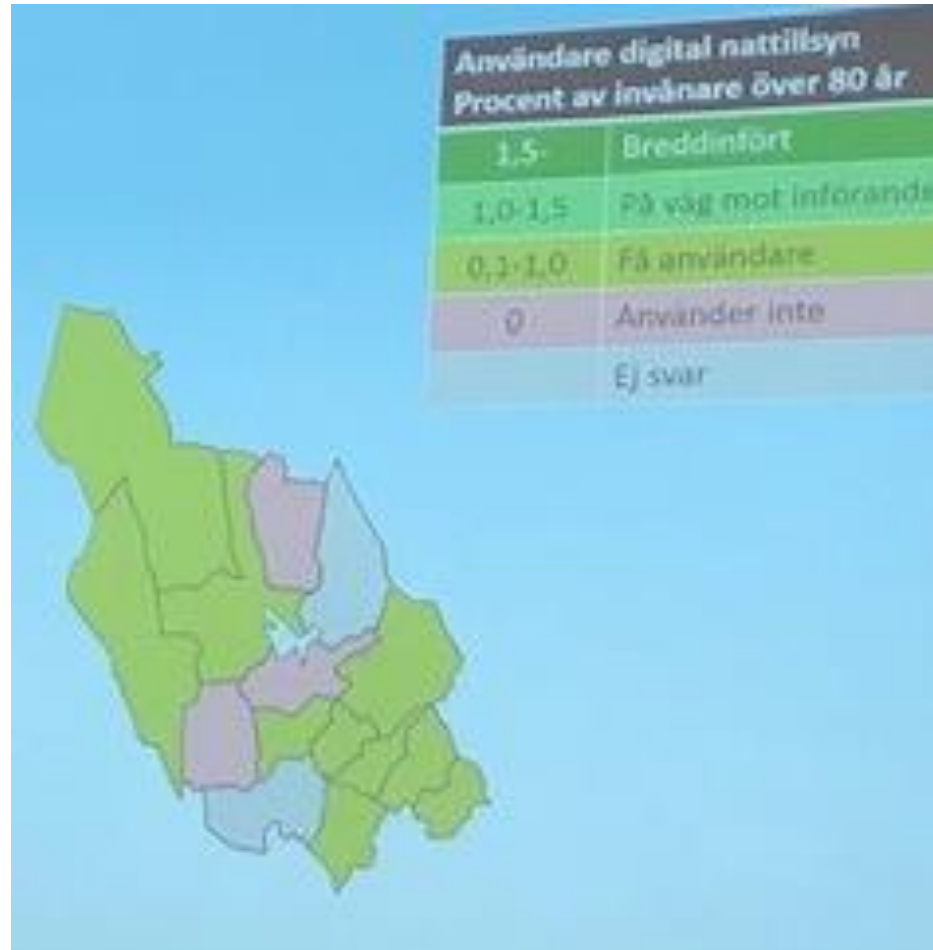 Användare digital nattillsyn
Procent av invånare över 80 år
1,5- Breddinfört
1,0-1,5 På väg mot införande
0,1-1,0 Få användare
0 Använder inte
Ej svar